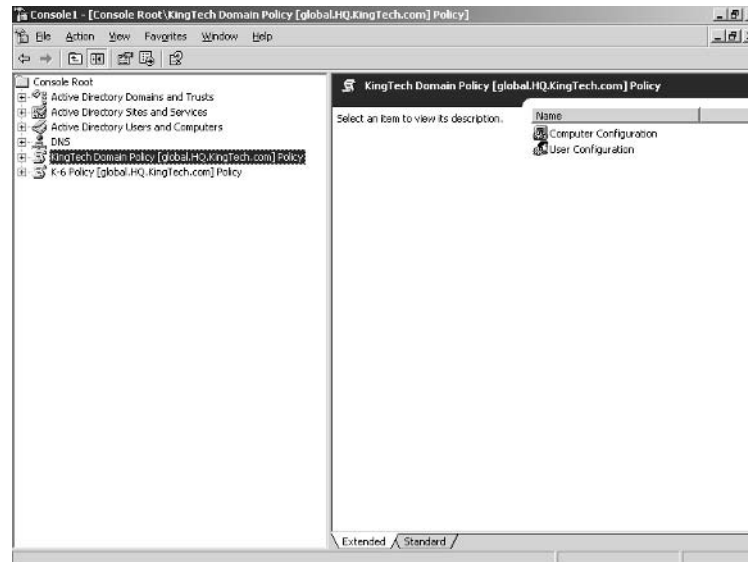 Console1 - [Console Root\KingTech Domain Policy [global.HQ.KingTech.com] Policy]
File Action View Favorites Window Help
Console Root
Active Directory Domains and Trusts
Active Directory Sites and Services
Active Directory Users and Computers
DNS
KingTech Domain Policy [global.HQ.KingTech.com] Policy
K-6 Policy [global.HQ.KingTech.com] Policy
KingTech Domain Policy [global.HQ.KingTech.com] Policy
Select an item to view its description.
Name
Computer Configuration
User Configuration
Extended Standard